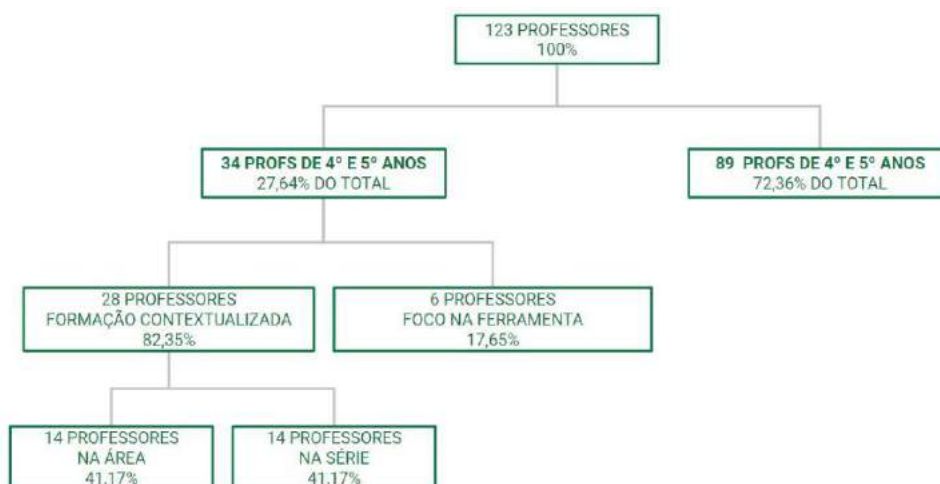 123 PROFESSORES
100%
34 PROFS DE 4º E 5º ANOS
27,64% DO TOTAL
89 PROFS DE 4º E 5º ANOS
72,36% DO TOTAL
28 PROFESSORES
FORMAÇÃO CONTEXTUALIZADA
82,35%
6 PROFESSORES
FOCO NA FERRAMENTA
17,65%
14 PROFESSORES
NA ÁREA
41,17%
14 PROFESSORES
NA SÉRIE
41,17%